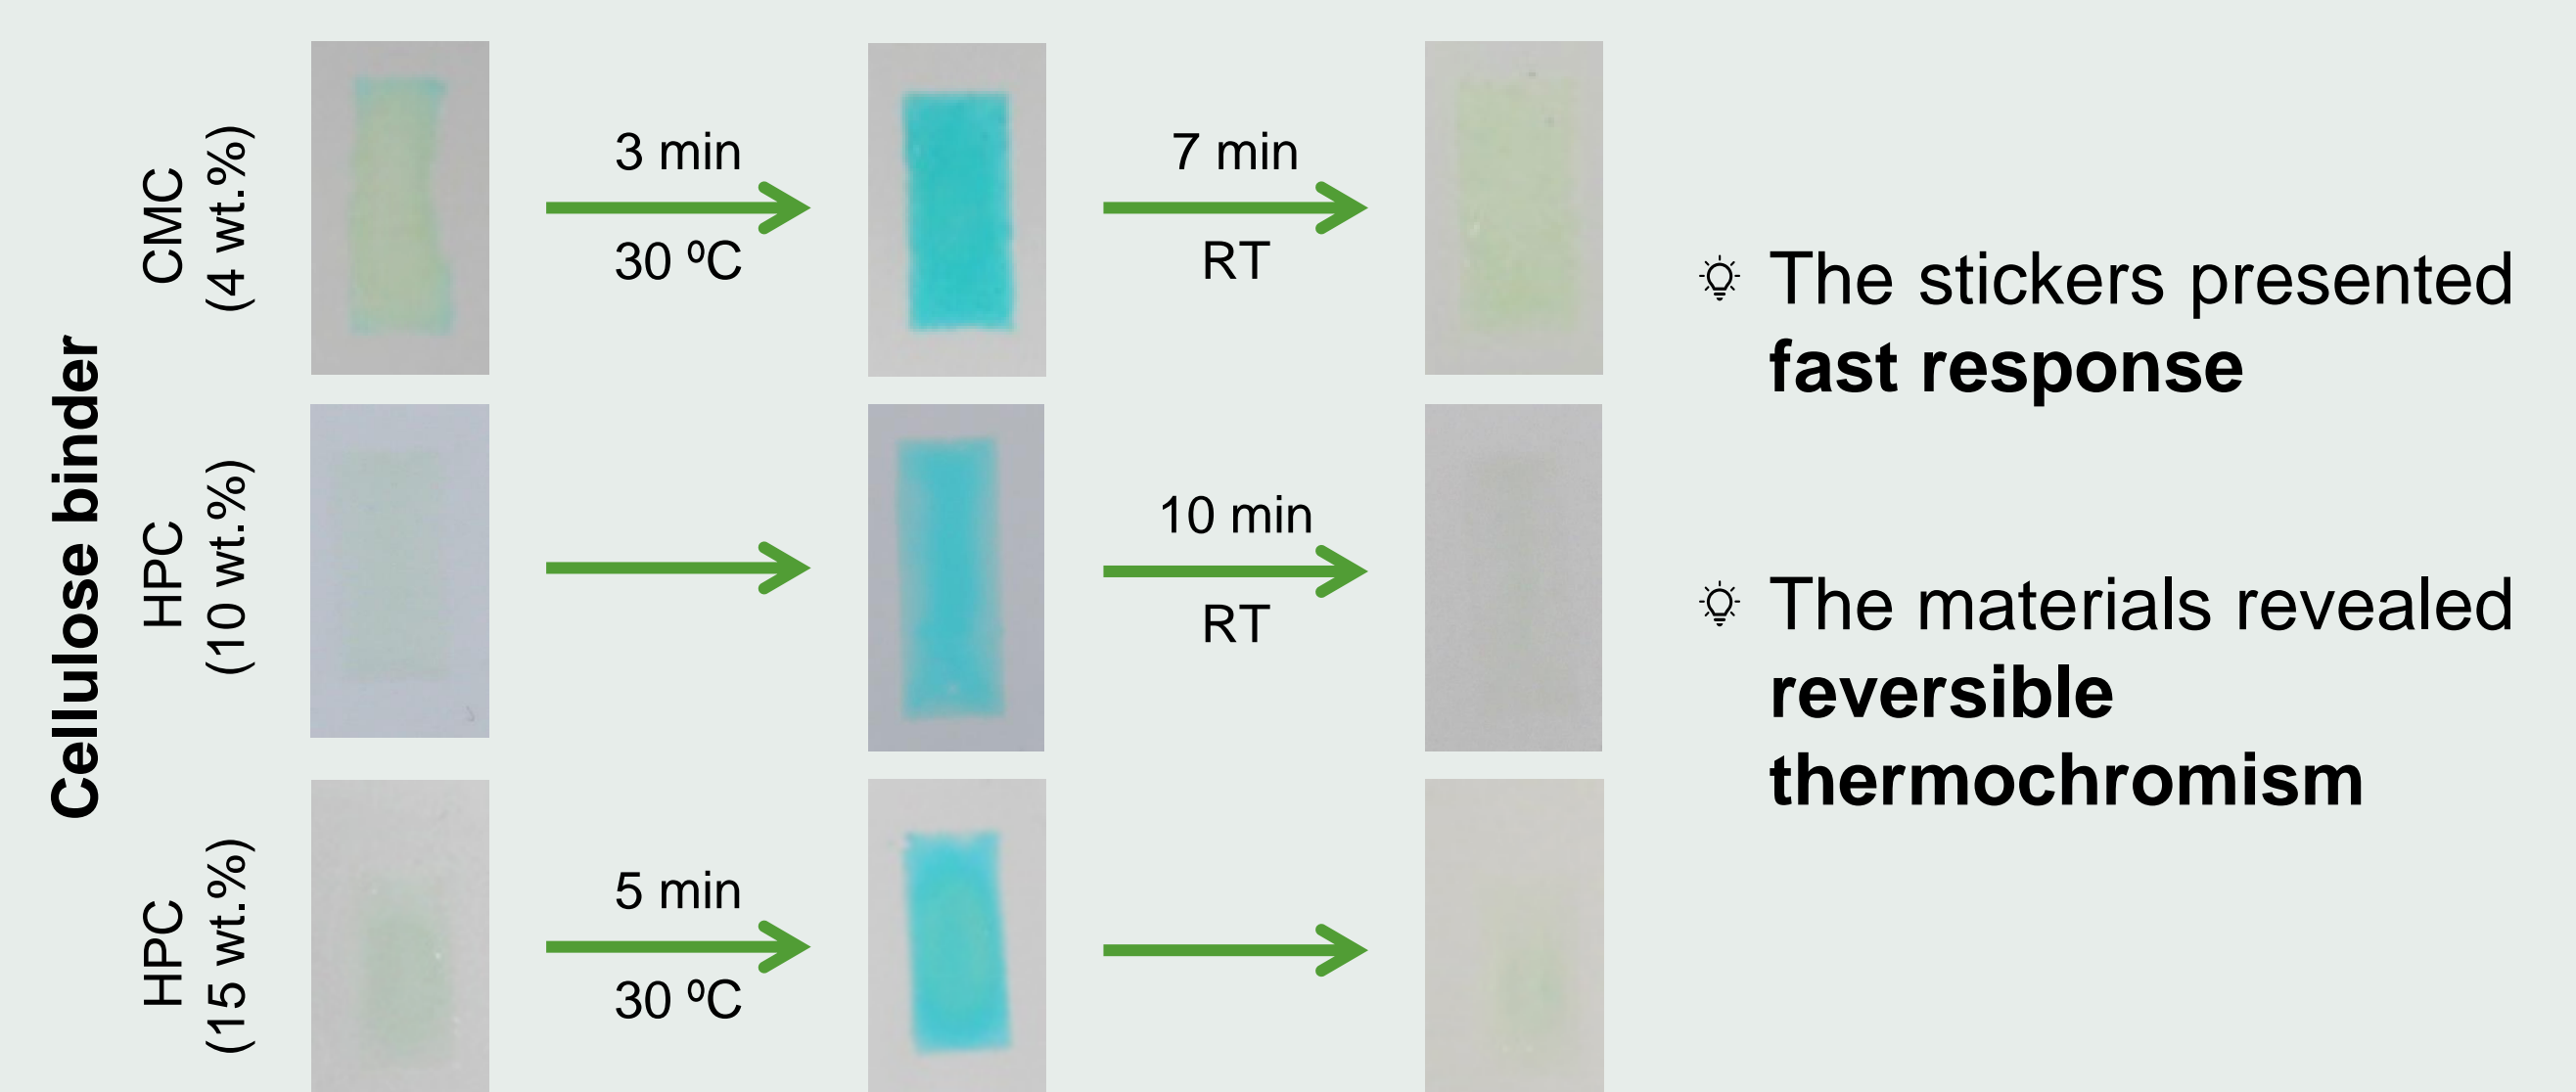 Cellulose binder
CMC
(4 wt.%)
3 min
30 ºC
7 min
RT
HPC
(10 wt.%)
10 min
RT
HPC
(15 wt.%)
5 min
30 ºC
The stickers presented
fast response
The materials revealed
reversible
thermochromism